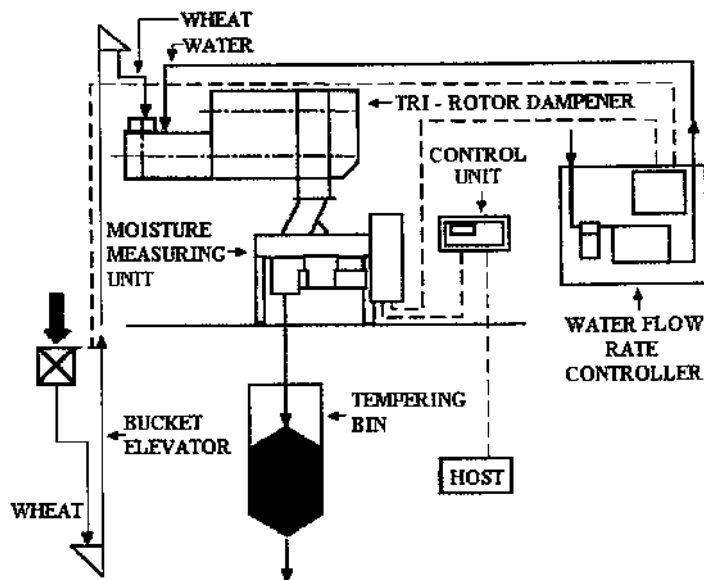 WHEAT
WATER
TRI - ROTOR DAMPENER
CONTROL
UNIT
MOISTURE
MEASURING
UNIT
WATER FLOW
RATE
CONTROLLER
TEMPERING
BIN
BUCKET
ELEVATOR
HOST
WHEAT